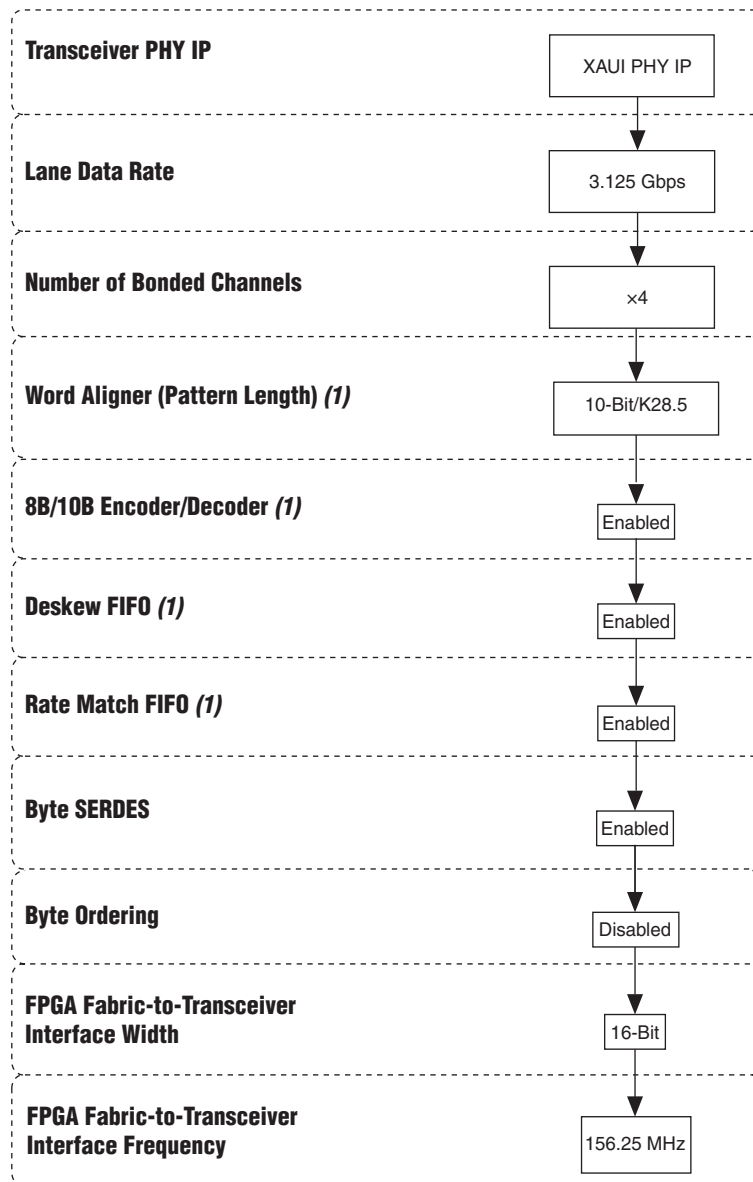 Transceiver PHY IP
XAUI PHY IP
Lane Data Rate
3.125 Gbps
Number of Bonded Channels
×4
Word Aligner (Pattern Length) (1)
10-Bit/K28.5
8B/10B Encoder/Decoder (1)
Enabled
Deskew FIFO (1)
Enabled
Rate Match FIFO (1)
Enabled
Byte SERDES
Enabled
Byte Ordering
Disabled
FPGA Fabric-to-Transceiver
Interface Width
16-Bit
FPGA Fabric-to-Transceiver
Interface Frequency
156.25 MHz